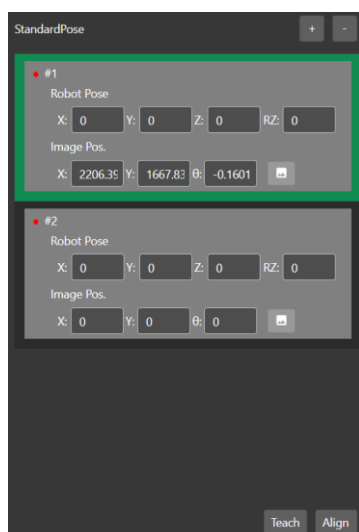 StandardPose + -
#1
Robot Pose
X: 0 Y: 0 Z: 0 RZ: 0
Image Pos.
X: 2206.39 Y: 1667.83 θ: -0.1601
#2
Robot Pose
X: 0 Y: 0 Z: 0 RZ: 0
Image Pos.
X: 0 Y: 0 θ: 0
Teach Align